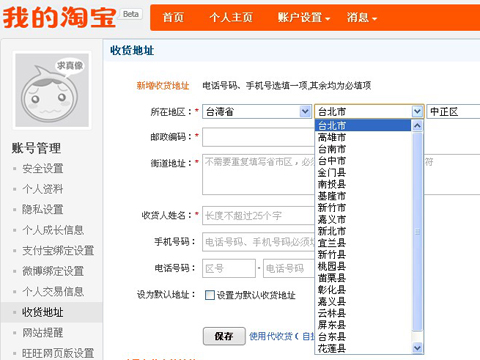 我的淘宝 Beta
首页 个人主页 账户设置 消息
求真像
收货地址
新增收货地址 电话号码、手机号选填一项,其余均为必填项
所在地区:* 台湾省 台北市 中正区
邮政编码:*
街道地址:* 不需要重复填写省市区，必 符
收货人姓名:* 长度不超过25个字
手机号码: 电话号码、手机号码必须
电话号码: 区号 - 电话号码
设为默认地址: 设置为默认收货地址
保存 使用代收货(自
台北市
高雄市
台南市
台中市
金门县
南投县
基隆市
新竹市
嘉义市
新北市
宜兰县
新竹县
桃园县
苗栗县
彰化县
嘉义县
云林县
屏东县
台东县
花莲县
账号管理
安全设置
个人资料
隐私设置
个人成长信息
支付宝绑定设置
微博绑定设置
个人交易信息
收货地址
网站提醒
旺旺网页版设置